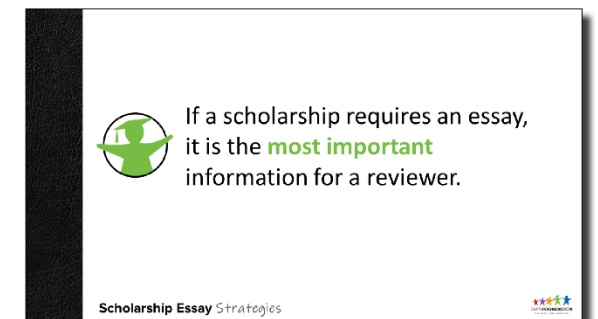 If a scholarship requires an essay,
it is the most important
information for a reviewer.
Scholarship Essay Strategies